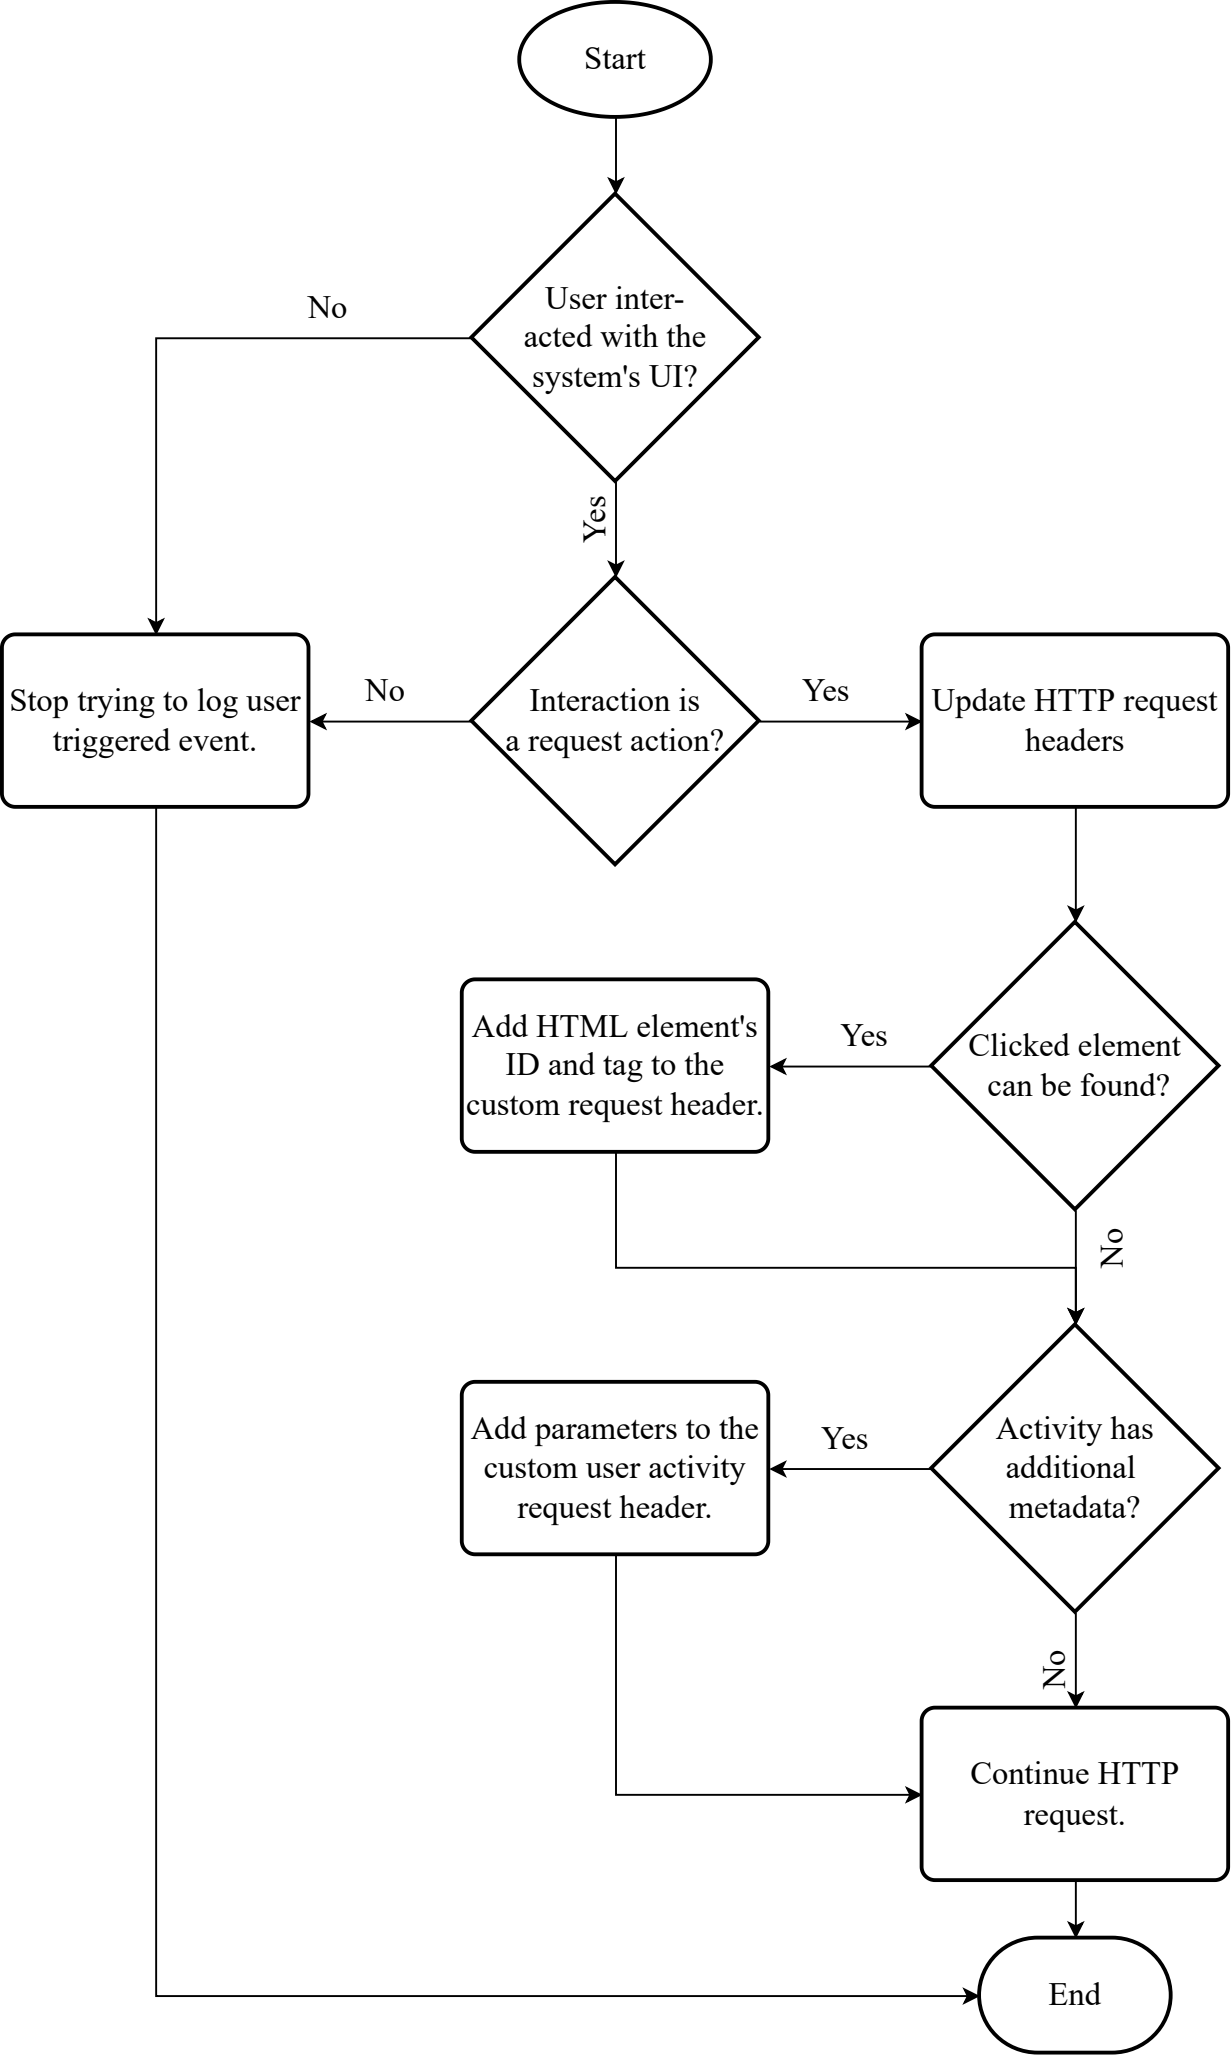 Start
User inter-
acted with the
system's UI?
No
Yes
Stop trying to log user
triggered event.
No
Interaction is
a request action?
Yes
Update HTTP request
headers
Add HTML element's
ID and tag to the
custom request header.
Yes
Clicked element
can be found?
No
Add parameters to the
custom user activity
request header.
Yes
Activity has
additional
metadata?
No
Continue HTTP
request.
End